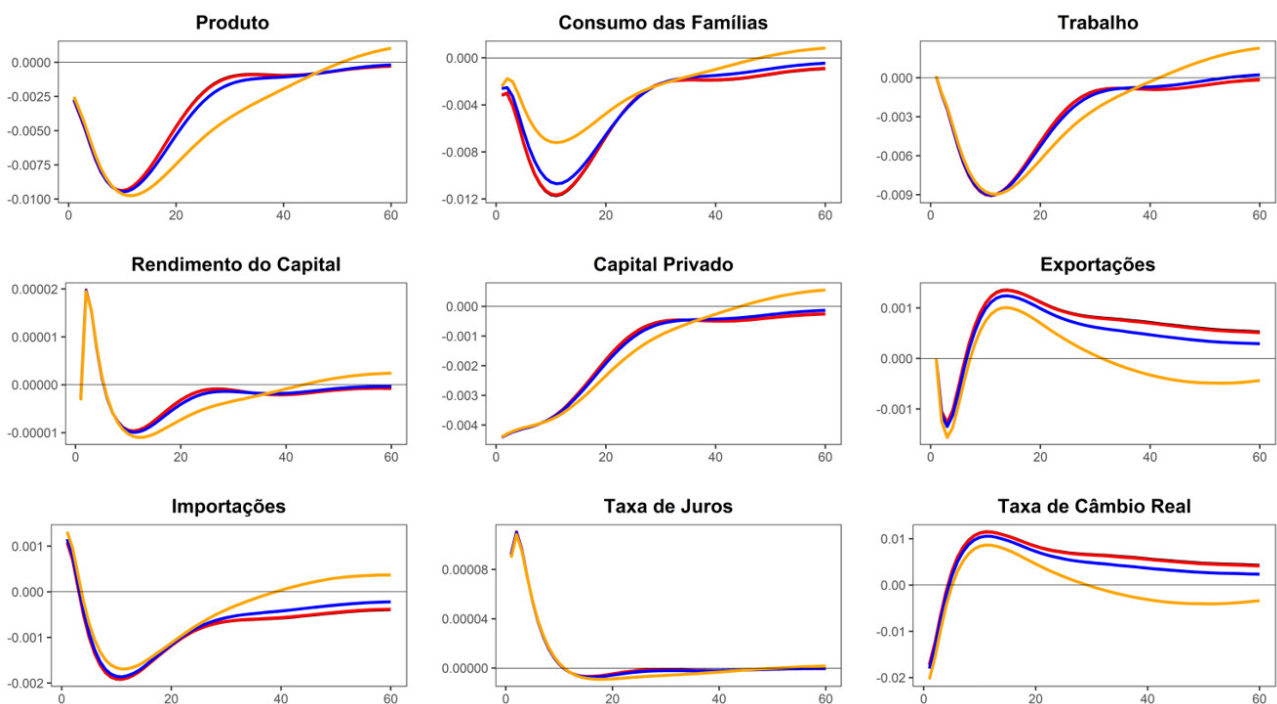 Produto
0.0000
-0.0025
-0.0050
-0.0075
-0.0100
0 20 40 60
Consumo das Famílias
0.000
-0.004
-0.008
-0.012
0 20 40 60
Trabalho
0.000
-0.003
-0.006
-0.009
0 20 40 60
Rendimento do Capital
0.00002
0.00001
0.00000
-0.00001
0 20 40 60
Capital Privado
0.000
-0.001
-0.002
-0.003
-0.004
0 20 40 60
Exportações
0.001
0.000
-0.001
0 20 40 60
Importações
0.001
0.000
-0.001
-0.002
0 20 40 60
Taxa de Juros
0.00008
0.00004
0.00000
0 20 40 60
Taxa de Câmbio Real
0.01
0.00
-0.01
-0.02
0 20 40 60